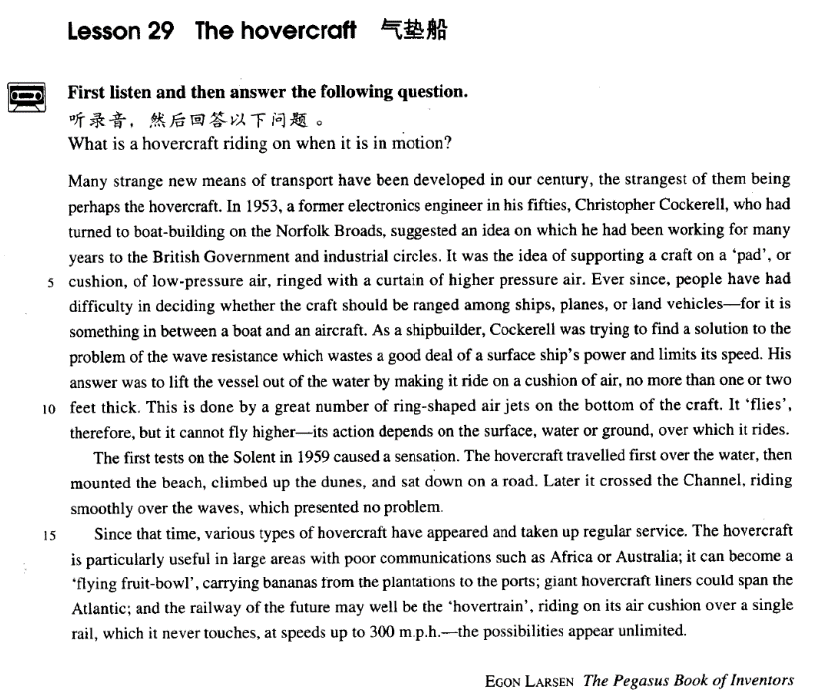 Lesson 29 The hovercraft 气垫船
First listen and then answer the following question.
听录音，然后回答以下问题。
What is a hovercraft riding on when it is in motion?
Many strange new means of transport have been developed in our century, the strangest of them being
perhaps the hovercraft. In 1953, a former electronics engineer in his fifties, Christopher Cockerell, who had
turned to boat-building on the Norfolk Broads, suggested an idea on which he had been working for many
years to the British Government and industrial circles. It was the idea of supporting a craft on a ‘pad’, or
5 cushion, of low-pressure air, ringed with a curtain of higher pressure air. Ever since, people have had
difficulty in deciding whether the craft should be ranged among ships, planes, or land vehicles—for it is
something in between a boat and an aircraft. As a shipbuilder, Cockerell was trying to find a solution to the
problem of the wave resistance which wastes a good deal of a surface ship’s power and limits its speed. His
answer was to lift the vessel out of the water by making it ride on a cushion of air, no more than one or two
10 feet thick. This is done by a great number of ring-shaped air jets on the bottom of the craft. It ‘flies’,
therefore, but it cannot fly higher—its action depends on the surface, water or ground, over which it rides.
The first tests on the Solent in 1959 caused a sensation. The hovercraft travelled first over the water, then
mounted the beach, climbed up the dunes, and sat down on a road. Later it crossed the Channel, riding
smoothly over the waves, which presented no problem.
15 Since that time, various types of hovercraft have appeared and taken up regular service. The hovercraft
is particularly useful in large areas with poor communications such as Africa or Australia; it can become a
‘flying fruit-bowl’, carrying bananas from the plantations to the ports; giant hovercraft liners could span the
Atlantic; and the railway of the future may well be the ‘hovertrain’, riding on its air cushion over a single
rail, which it never touches, at speeds up to 300 m.p.h.—the possibilities appear unlimited.
EGON LARSEN The Pegasus Book of Inventors